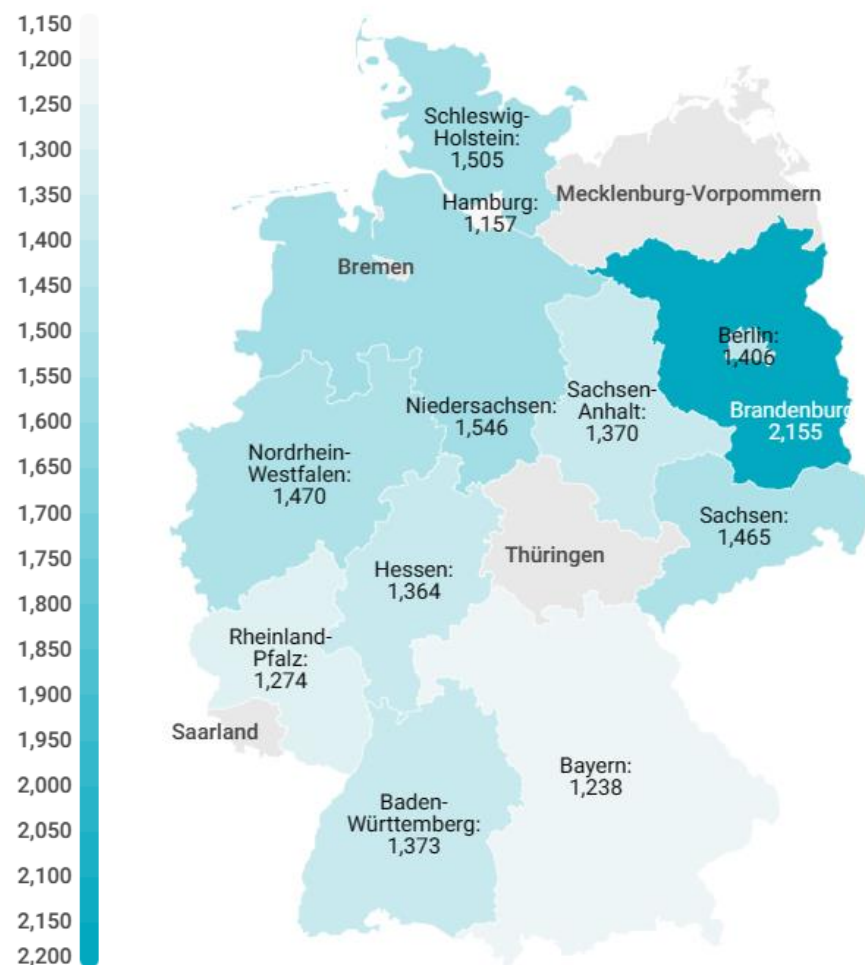 1,150
1,200
1,250
1,300
1,350
1,400
1,450
1,500
1,550
1,600
1,650
1,700
1,750
1,800
1,850
1,900
1,950
2,000
2,050
2,100
2,150
2,200
Schleswig-
Holstein:
1,505
Mecklenburg-Vorpommern
Hamburg:
1,157
Bremen
Berlin:
1,406
Sachsen-
Anhalt:
1,370
Niedersachsen:
1,546
Brandenburg
2,155
Nordrhein-
Westfalen:
1,470
Sachsen:
1,465
Thüringen
Hessen:
1,364
Rheinland-
Pfalz:
1,274
Saarland
Bayern:
1,238
Baden-
Württemberg:
1,373